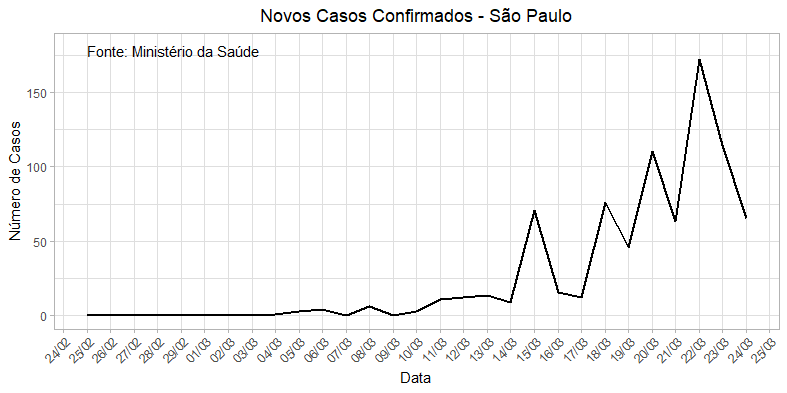 Novos Casos Confirmados - São Paulo
Fonte: Ministério da Saúde
Número de Casos
150
100
50
0
24/02 25/02 26/02 27/02 28/02 29/02 01/03 02/03 03/03 04/03 05/03 06/03 07/03 08/03 09/03 10/03 11/03 12/03 13/03 14/03 15/03 16/03 17/03 18/03 19/03 20/03 21/03 22/03 23/03 24/03 25/03
Data